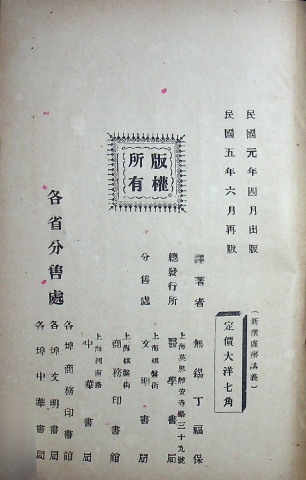 民國元年四月出版
民國五年六月再版
版權所有
(新撰虛癆講義)
定價大洋七角
譯著者 無錫丁福保
總發行所 上海英界靜安寺路三十九號 醫學書局
分售處 上海棋盤街 文明書局
上海棋盤街 商務印書館
上海河南路 中華書局
各省分售處
各埠商務印書館
各埠文明書局
各埠中華書局